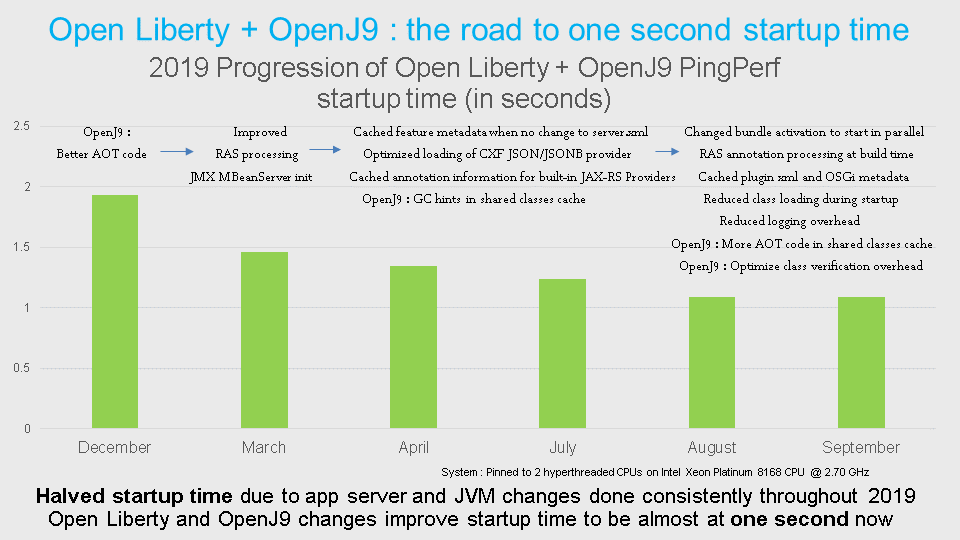 Open Liberty + OpenJ9 : the road to one second startup time
2019 Progression of Open Liberty + OpenJ9 PingPerf
startup time (in seconds)
2.5
2
1.5
1
0.5
0
OpenJ9 :
Better AOT code
Improved
RAS processing
JMX MBeanServer init
Cached feature metadata when no change to server.xml
Optimized loading of CXF JSON/JSONB provider
Cached annotation information for built-in JAX-RS Providers
OpenJ9 : GC hints in shared classes cache
Changed bundle activation to start in parallel
RAS annotation processing at build time
Cached plugin xml and OSGi metadata
Reduced class loading during startup
Reduced logging overhead
OpenJ9 : More AOT code in shared classes cache
OpenJ9 : Optimize class verification overhead
December
March
April
July
August
September
System : Pinned to 2 hyperthreaded CPUs on Intel Xeon Platinum 8168 CPU @ 2.70 GHz
Halved startup time due to app server and JVM changes done consistently throughout 2019
Open Liberty and OpenJ9 changes improve startup time to be almost at one second now